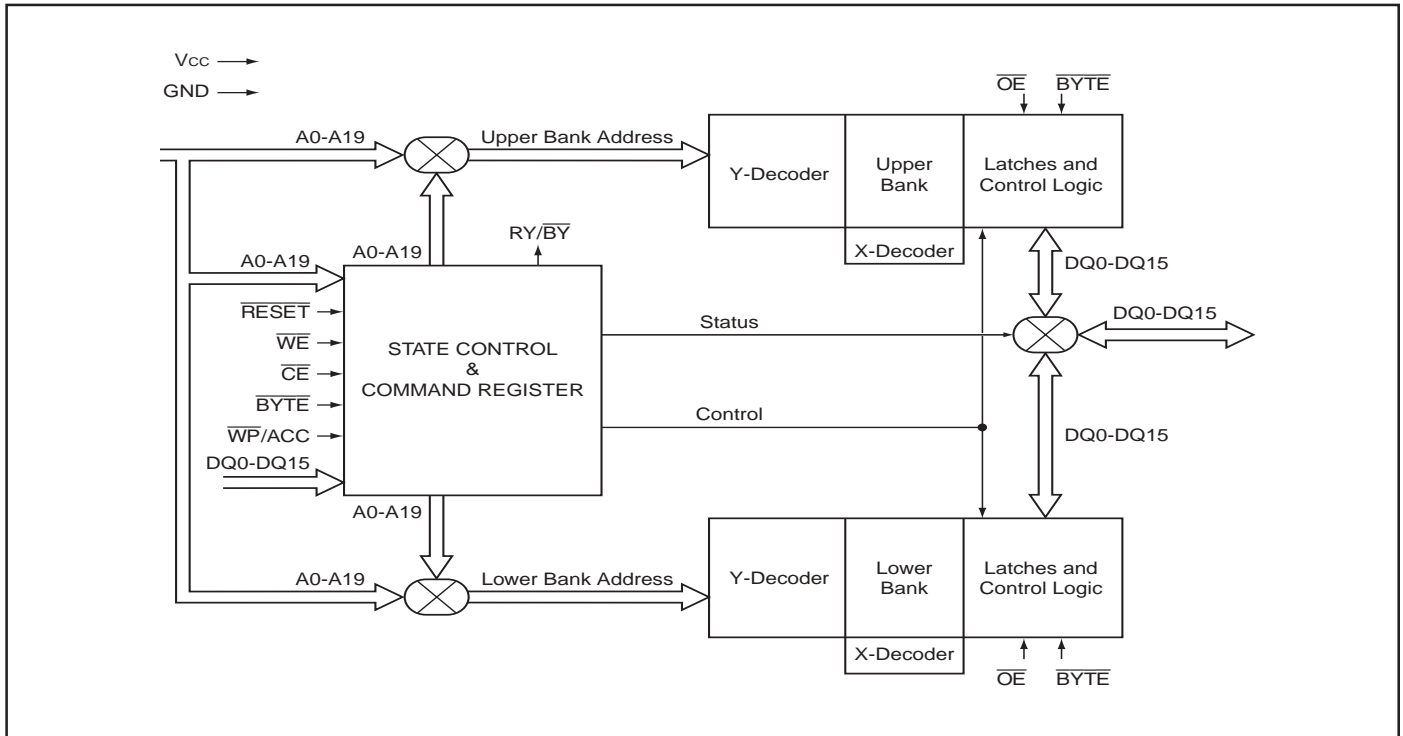 Vcc
GND
OE BYTE
A0-A19
Upper Bank Address
Y-Decoder
Upper
Bank
Latches and
Control Logic
X-Decoder
RY/BY
A0-A19
A0-A19
DQ0-DQ15
RESET
WE
CE
BYTE
WP/ACC
DQ0-DQ15
STATE CONTROL
&
COMMAND REGISTER
Status
DQ0-DQ15
Control
DQ0-DQ15
A0-A19
A0-A19
Lower Bank Address
Y-Decoder
Lower
Bank
Latches and
Control Logic
X-Decoder
OE BYTE